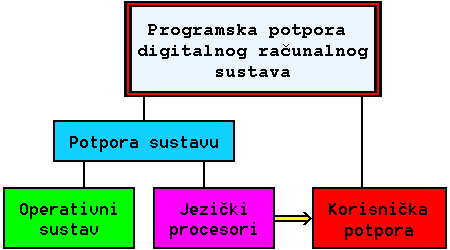 Programska potpora
digitalnog računalnog
sustava
Potpora sustavu
Operativni
sustav
Jezički
procesori
Korisnička
potpora